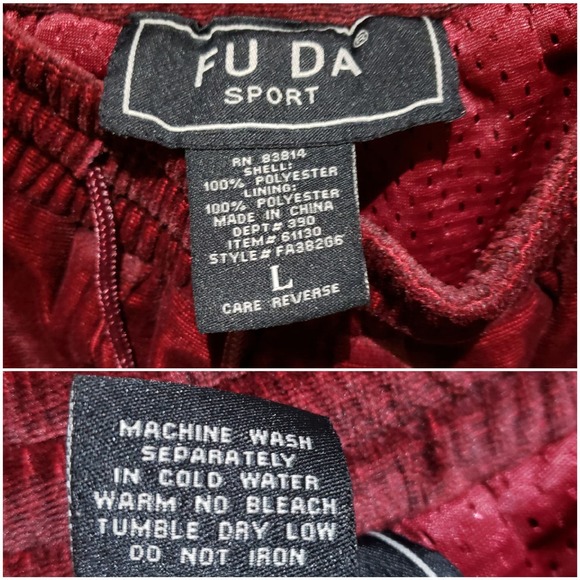 FU DA®
SPORT
RN 83814
SHELL:
100% POLYESTER
LINING:
100% POLYESTER
MADE IN CHINA
DEPT# 390
ITEM# 61130
STYLE# FA382G6
L
CARE REVERSE
MACHINE WASH
SEPARATELY
IN COLD WATER
WARM NO BLEACH
TUMBLE DRY LOW
DO NOT IRON